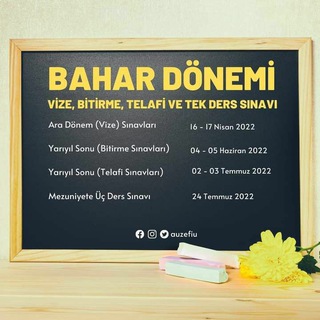 BAHAR DÖNEMİ
VİZE, BİTİRME, TELAFİ VE TEK DERS SINAVI
Ara Dönem (Vize) Sınavları 16 - 17 Nisan 2022
Yarıyıl Sonu (Bitirme Sınavları) 04 - 05 Haziran 2022
Yarıyıl Sonu (Telafi Sınavları) 02 - 03 Temmuz 2022
Mezuniyete Üç Ders Sınavı 24 Temmuz 2022
auzefiu